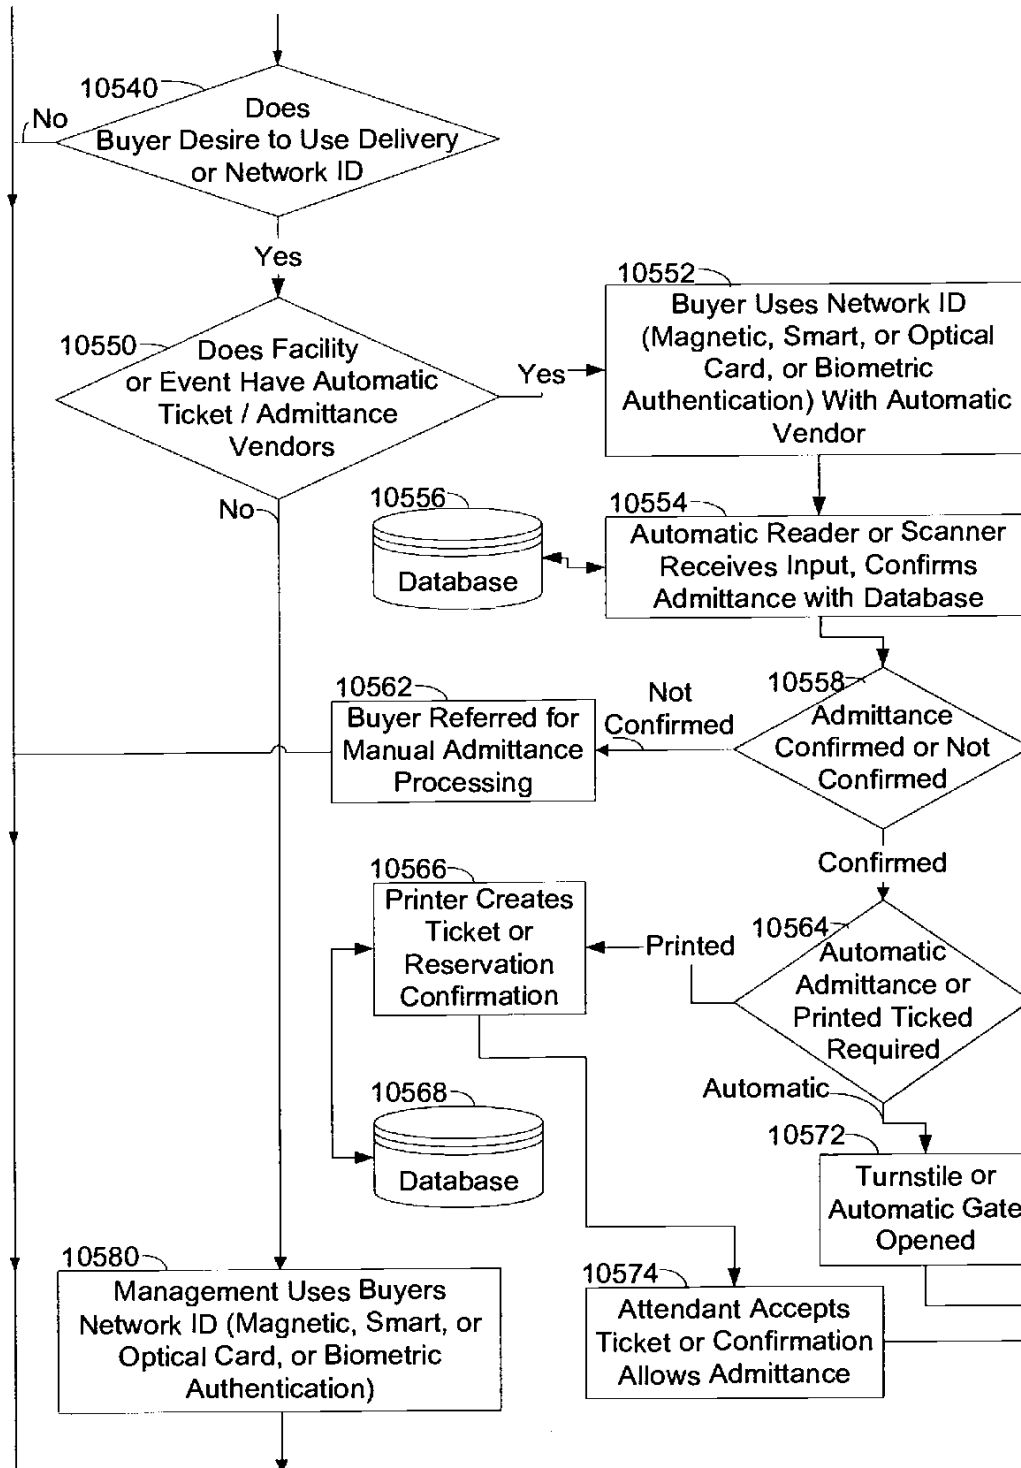 10540
No
Does
Buyer Desire to Use Delivery
or Network ID
Yes
10550
Does Facility
or Event Have Automatic
Ticket / Admittance
Vendors
Yes
10552
Buyer Uses Network ID
(Magnetic, Smart, or Optical
Card, or Biometric
Authentication) With Automatic
Vendor
No
10556
Database
10554
Automatic Reader or Scanner
Receives Input, Confirms
Admittance with Database
10558
Admittance
Confirmed or Not
Confirmed
Not
Confirmed
10562
Buyer Referred for
Manual Admittance
Processing
Confirmed
10564
Automatic
Admittance or
Printed Ticked
Required
Printed
10566
Printer Creates
Ticket or
Reservation
Confirmation
10568
Database
Automatic
10572
Turnstile or
Automatic Gate
Opened
10574
Attendant Accepts
Ticket or Confirmation
Allows Admittance
10580
Management Uses Buyers
Network ID (Magnetic, Smart, or
Optical Card, or Biometric
Authentication)